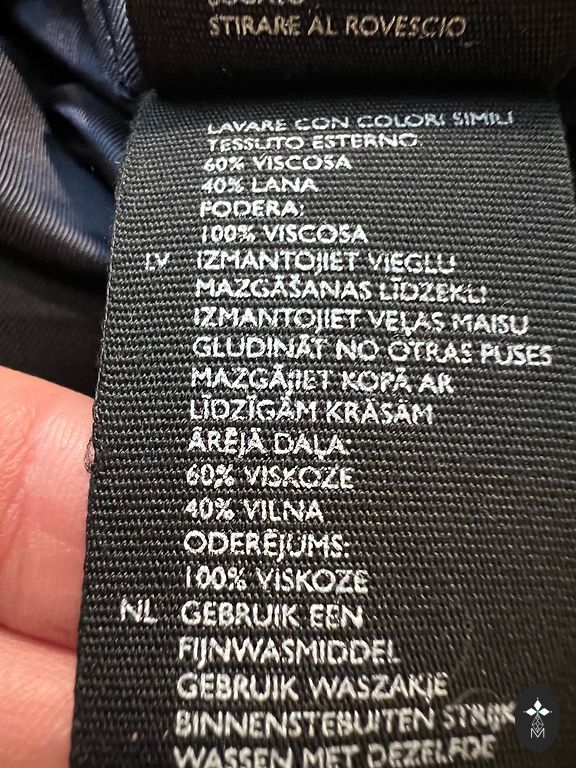 STIRARE AL ROVESCIO
LAVARE CON COLORI SIMILI
TESSUTO ESTERNO:
60% VISCOSA
40% LANA
FODERA:
100% VISCOSA
LV IZMANTOJIET VIEGLU
MAZGĀŠANAS LĪDZEKLI
IZMANTOJIET VEĻAS MAISU
GLUDINĀT NO OTRAS PUSES
MAZGĀJIET KOPĀ AR
LĪDZĪGĀM KRĀSĀM
ĀRĒJĀ DAĻA:
60% VISKOZE
40% VILNA
ODERĒJUMS:
100% VISKOZE
NL GEBRUIK EEN
FIJNWASMIDDEL
GEBRUIK WASZAKJE
BINNENSTEBUITEN STRIJK
WASSEN MET DEZELFDE
M